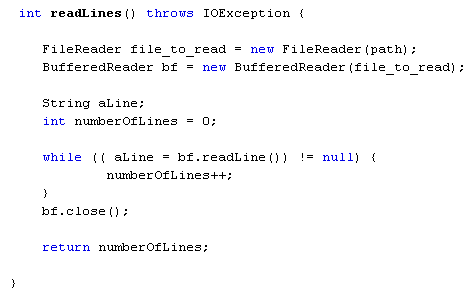 int readLines() throws IOException {
FileReader file_to_read = new FileReader(path);
BufferedReader bf = new BufferedReader(file_to_read);
String aLine;
int numberOfLines = 0;
while (( aLine = bf.readLine()) != null) {
numberOfLines++;
}
bf.close();
return numberOfLines;
}